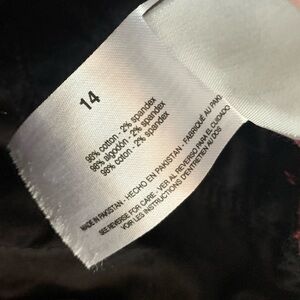 14
98% cotton - 2% spandex
98% algodón - 2% spandex
98% coton - 2% spandex
MADE IN PAKISTAN - HECHO EN PAKISTAN - FABRIQUÉ AU PAKI
SEE REVERSE FOR CARE - VER AL REVERSO PARA EL CUIDADO
VOIR LES INSTRUCTIONS D'ENTRETIEN AU DOS